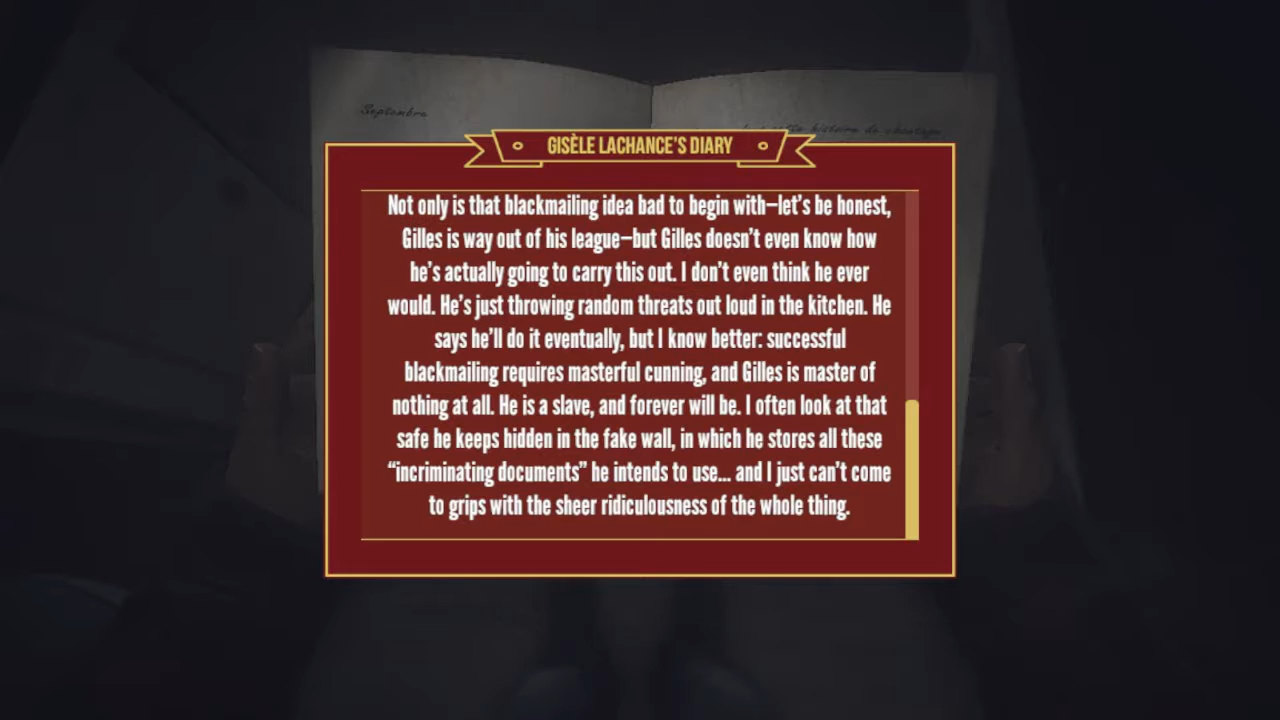 Septembre
histoire de chantage
GISÈLE LACHANCE'S DIARY
Not only is that blackmailing idea bad to begin with—let's be honest,
Gilles is way out of his league—but Gilles doesn't even know how
he's actually going to carry this out. I don't even think he ever
would. He's just throwing random threats out loud in the kitchen. He
says he'll do it eventually, but I know better: successful
blackmailing requires masterful cunning, and Gilles is master of
nothing at all. He is a slave, and forever will be. I often look at that
safe he keeps hidden in the fake wall, in which he stores all these
“incriminating documents” he intends to use... and I just can't come
to grips with the sheer ridiculousness of the whole thing.